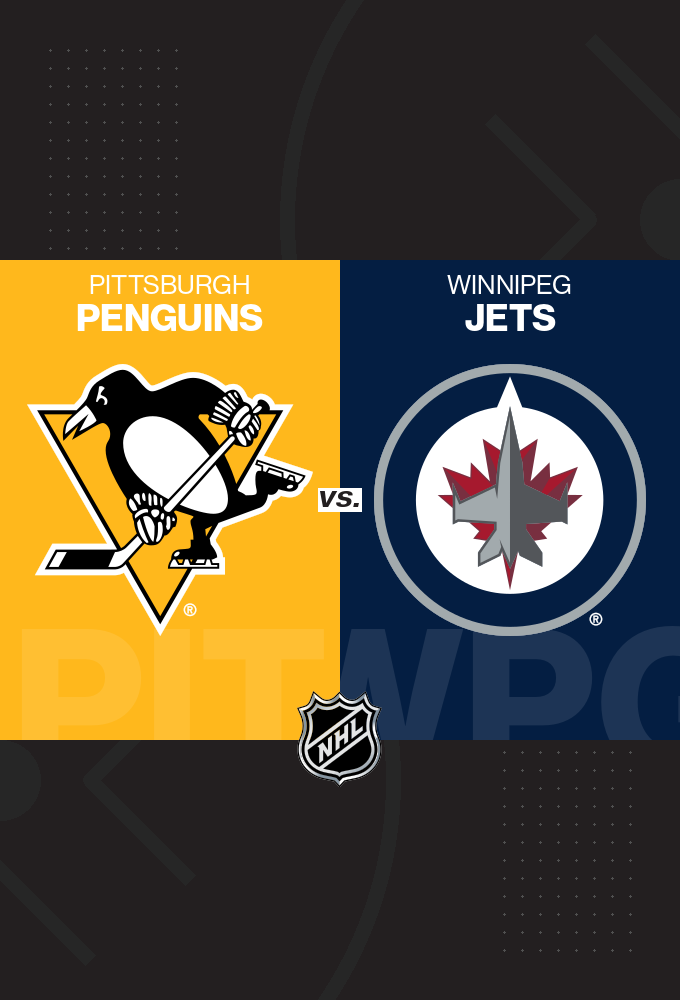 PITTSBURGH
PENGUINS
WINNIPEG
JETS
vs.
®
®
PIT
WPG
NHL